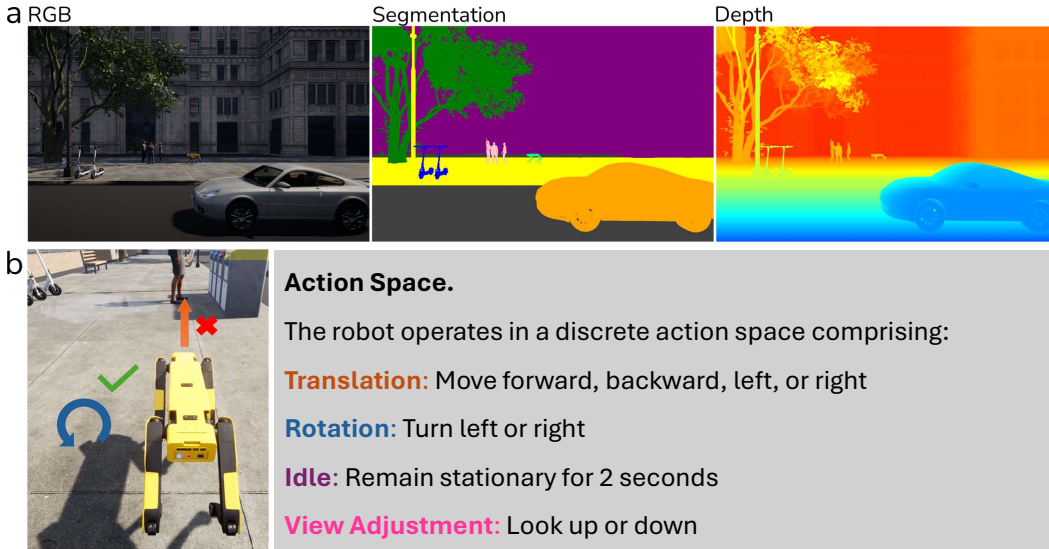 a RGB Segmentation Depth
b
Action Space.
The robot operates in a discrete action space comprising:
Translation: Move forward, backward, left, or right
Rotation: Turn left or right
Idle: Remain stationary for 2 seconds
View Adjustment: Look up or down